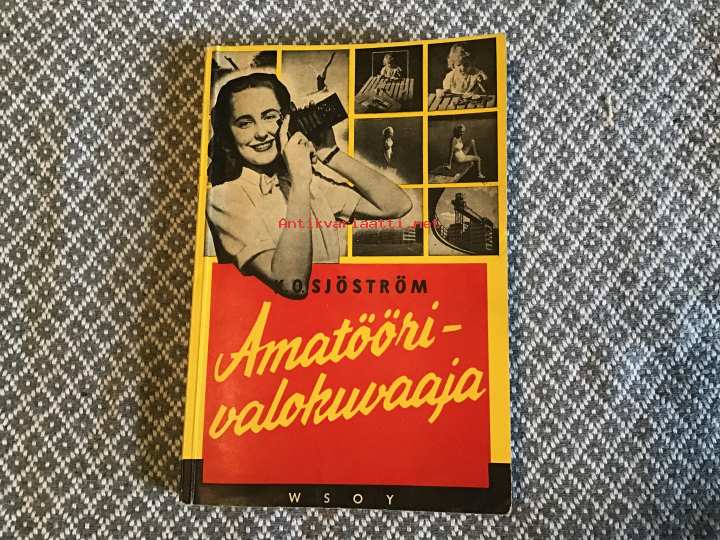 Antikvariaatti.net
K O SJÖSTRÖM
Amatööri-
valokuvaaja
WSOY